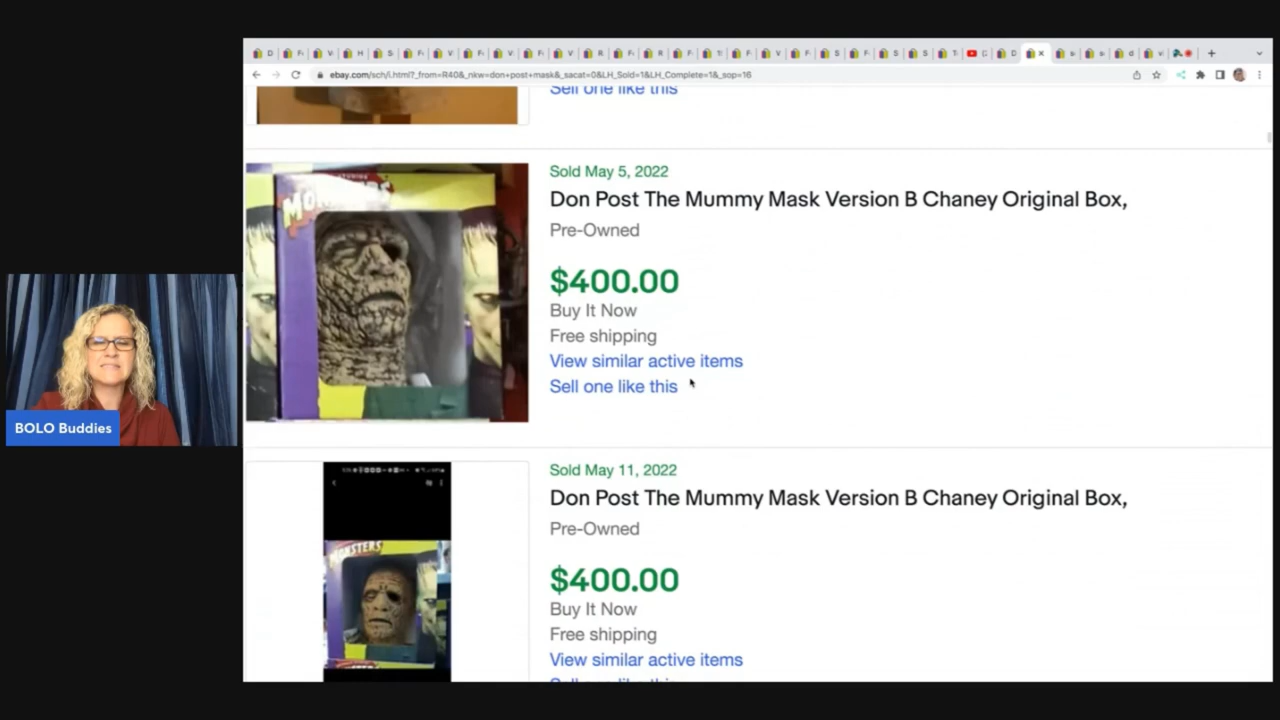 ebay.com/sch/i.html?_from=R40&_nkw=don+post+mask&_sacat=0&LH_Sold=1&LH_Complete=1&_sop=16
Sell one like this
Sold May 5, 2022
Don Post The Mummy Mask Version B Chaney Original Box,
Pre-Owned
$400.00
Buy It Now
Free shipping
View similar active items
Sell one like this
MONSTERS
BOLO Buddies
Sold May 11, 2022
Don Post The Mummy Mask Version B Chaney Original Box,
Pre-Owned
$400.00
Buy It Now
Free shipping
View similar active items
MONSTERS